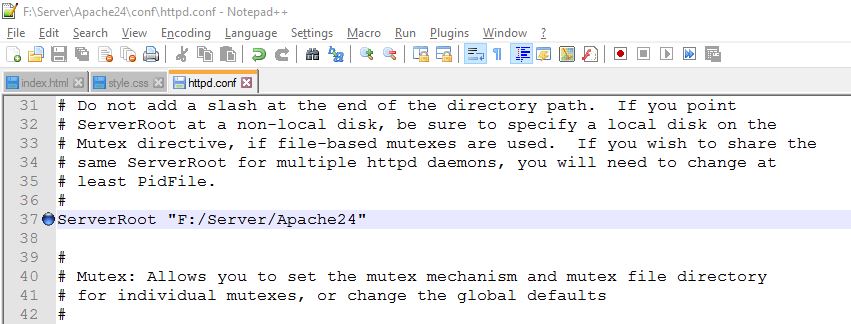 F:\Server\Apache24\conf\httpd.conf - Notepad++
File Edit Search View Encoding Language Settings Macro Run Plugins Window ?
index.html style.css httpd.conf
31 # Do not add a slash at the end of the directory path.  If you point
32 # ServerRoot at a non-local disk, be sure to specify a local disk on the
33 # Mutex directive, if file-based mutexes are used.  If you wish to share the
34 # same ServerRoot for multiple httpd daemons, you will need to change at
35 # least PidFile.
36 #
37 ServerRoot "F:/Server/Apache24"
38
39 #
40 # Mutex: Allows you to set the mutex mechanism and mutex file directory
41 # for individual mutexes, or change the global defaults
42 #